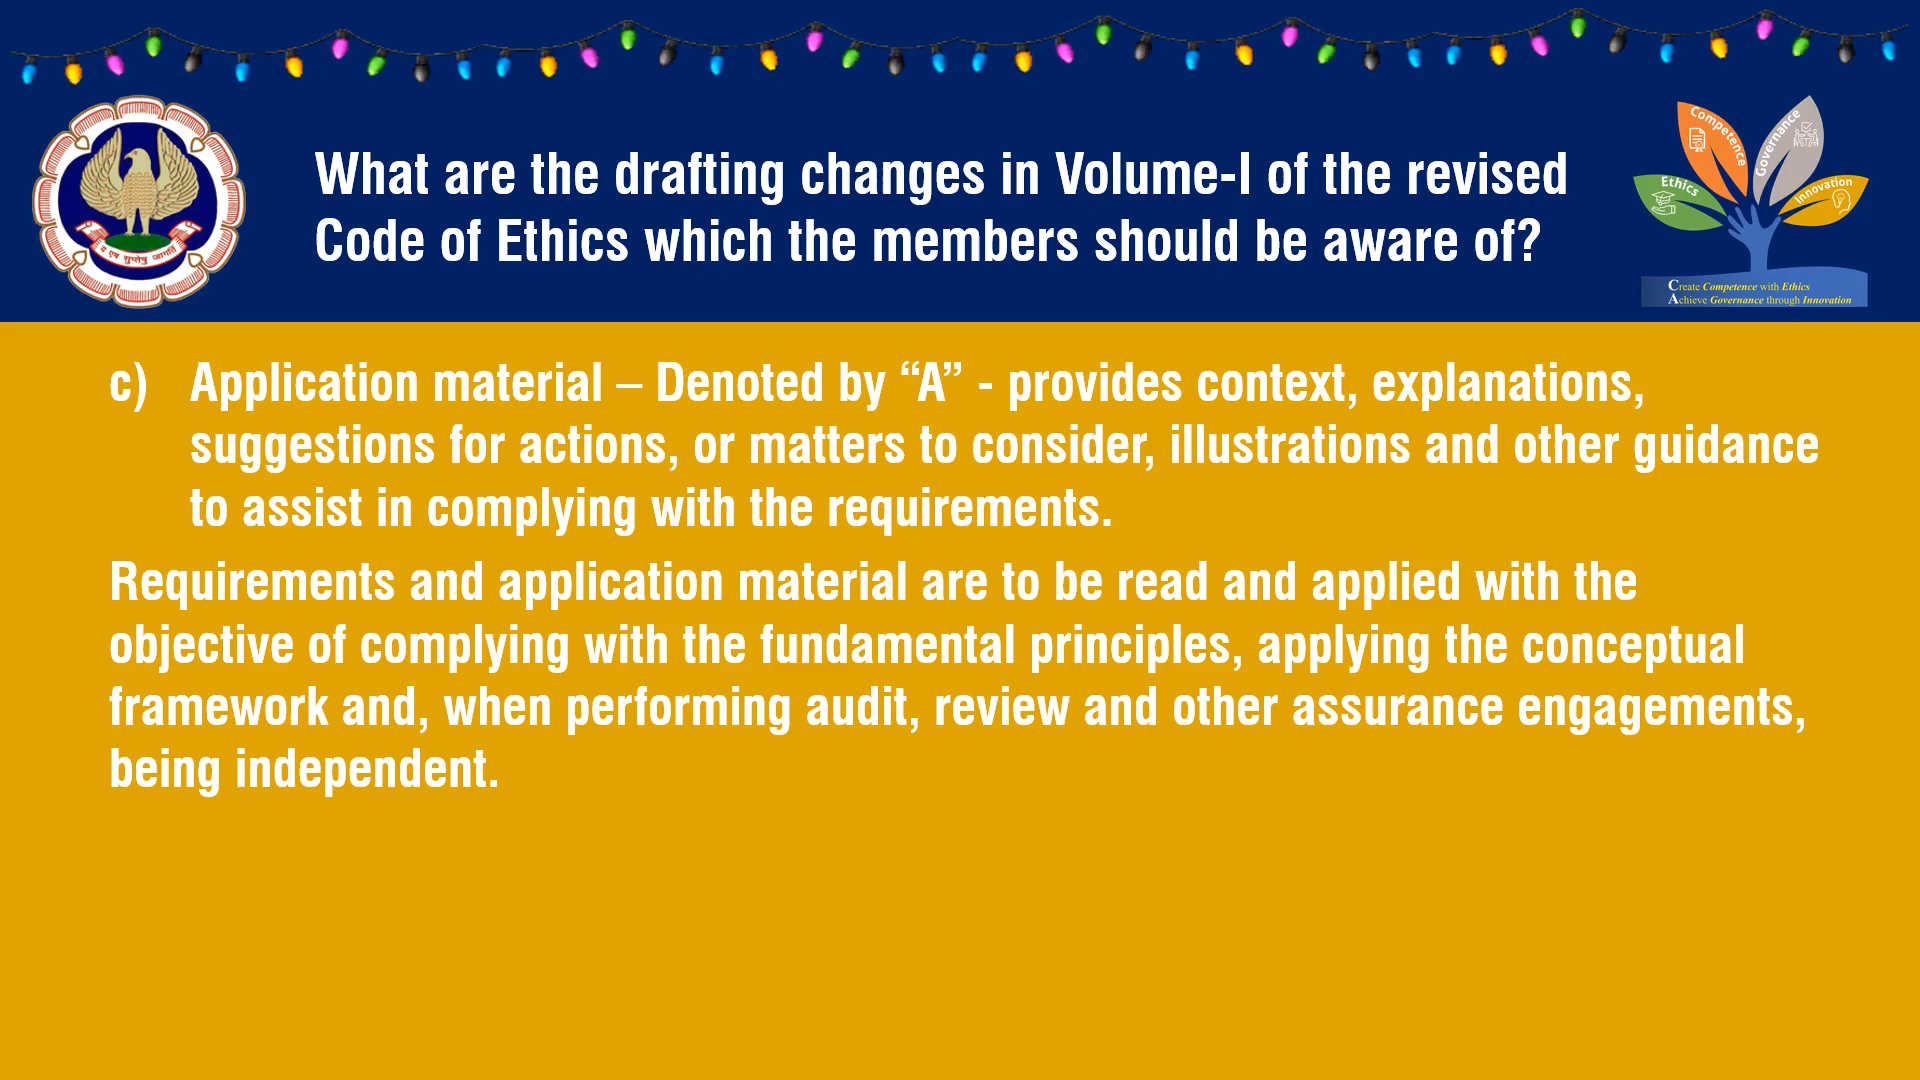 What are the drafting changes in Volume-I of the revised
Code of Ethics which the members should be aware of?
य एष सुप्तेषु जागर्ति
Ethics
Competence
Governance
Innovation
Create Competence with Ethics
Achieve Governance through Innovation
c) Application material – Denoted by “A” - provides context, explanations,
suggestions for actions, or matters to consider, illustrations and other guidance
to assist in complying with the requirements.
Requirements and application material are to be read and applied with the
objective of complying with the fundamental principles, applying the conceptual
framework and, when performing audit, review and other assurance engagements,
being independent.